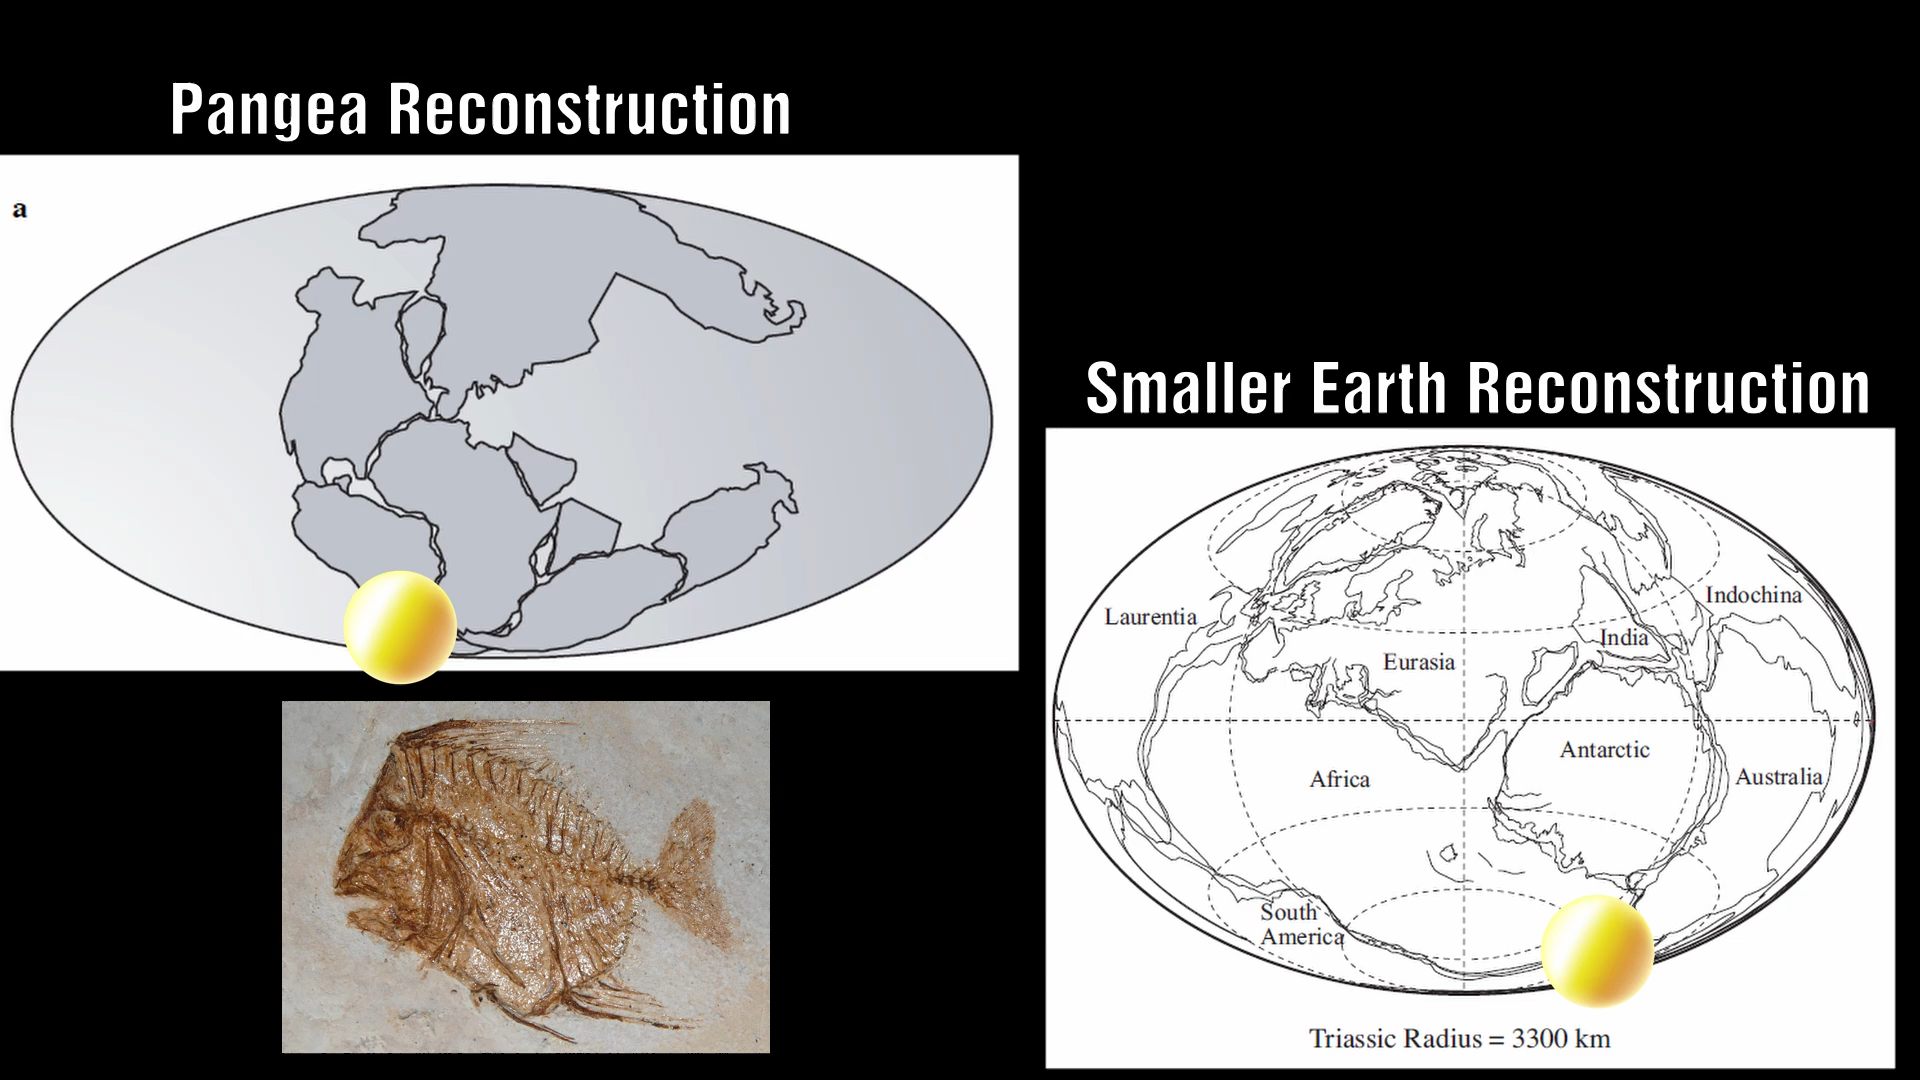 Pangea Reconstruction
a
Smaller Earth Reconstruction
Laurentia
Indochina
India
Eurasia
Antarctic
Africa
Australia
South
America
Triassic Radius = 3300 km